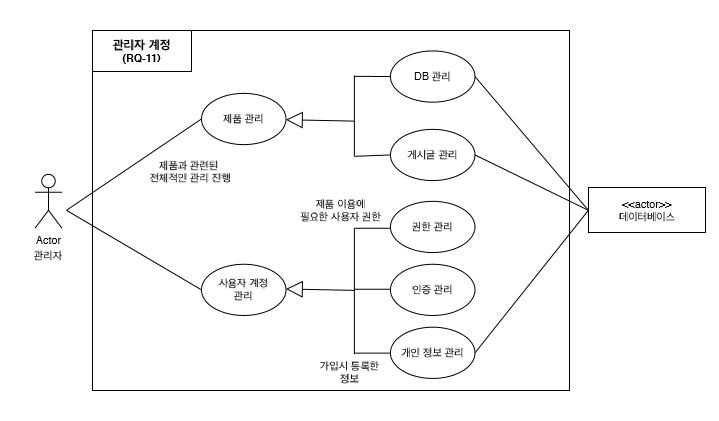 관리자 계정
(RQ-11)
DB 관리
제품 관리
게시글 관리
제품과 관련된
전체적인 관리 진행
제품 이용에
필요한 사용자 권한
<<actor>>
데이터베이스
권한 관리
Actor
관리자
사용자 계정
관리
인증 관리
개인 정보 관리
가입시 등록한
정보